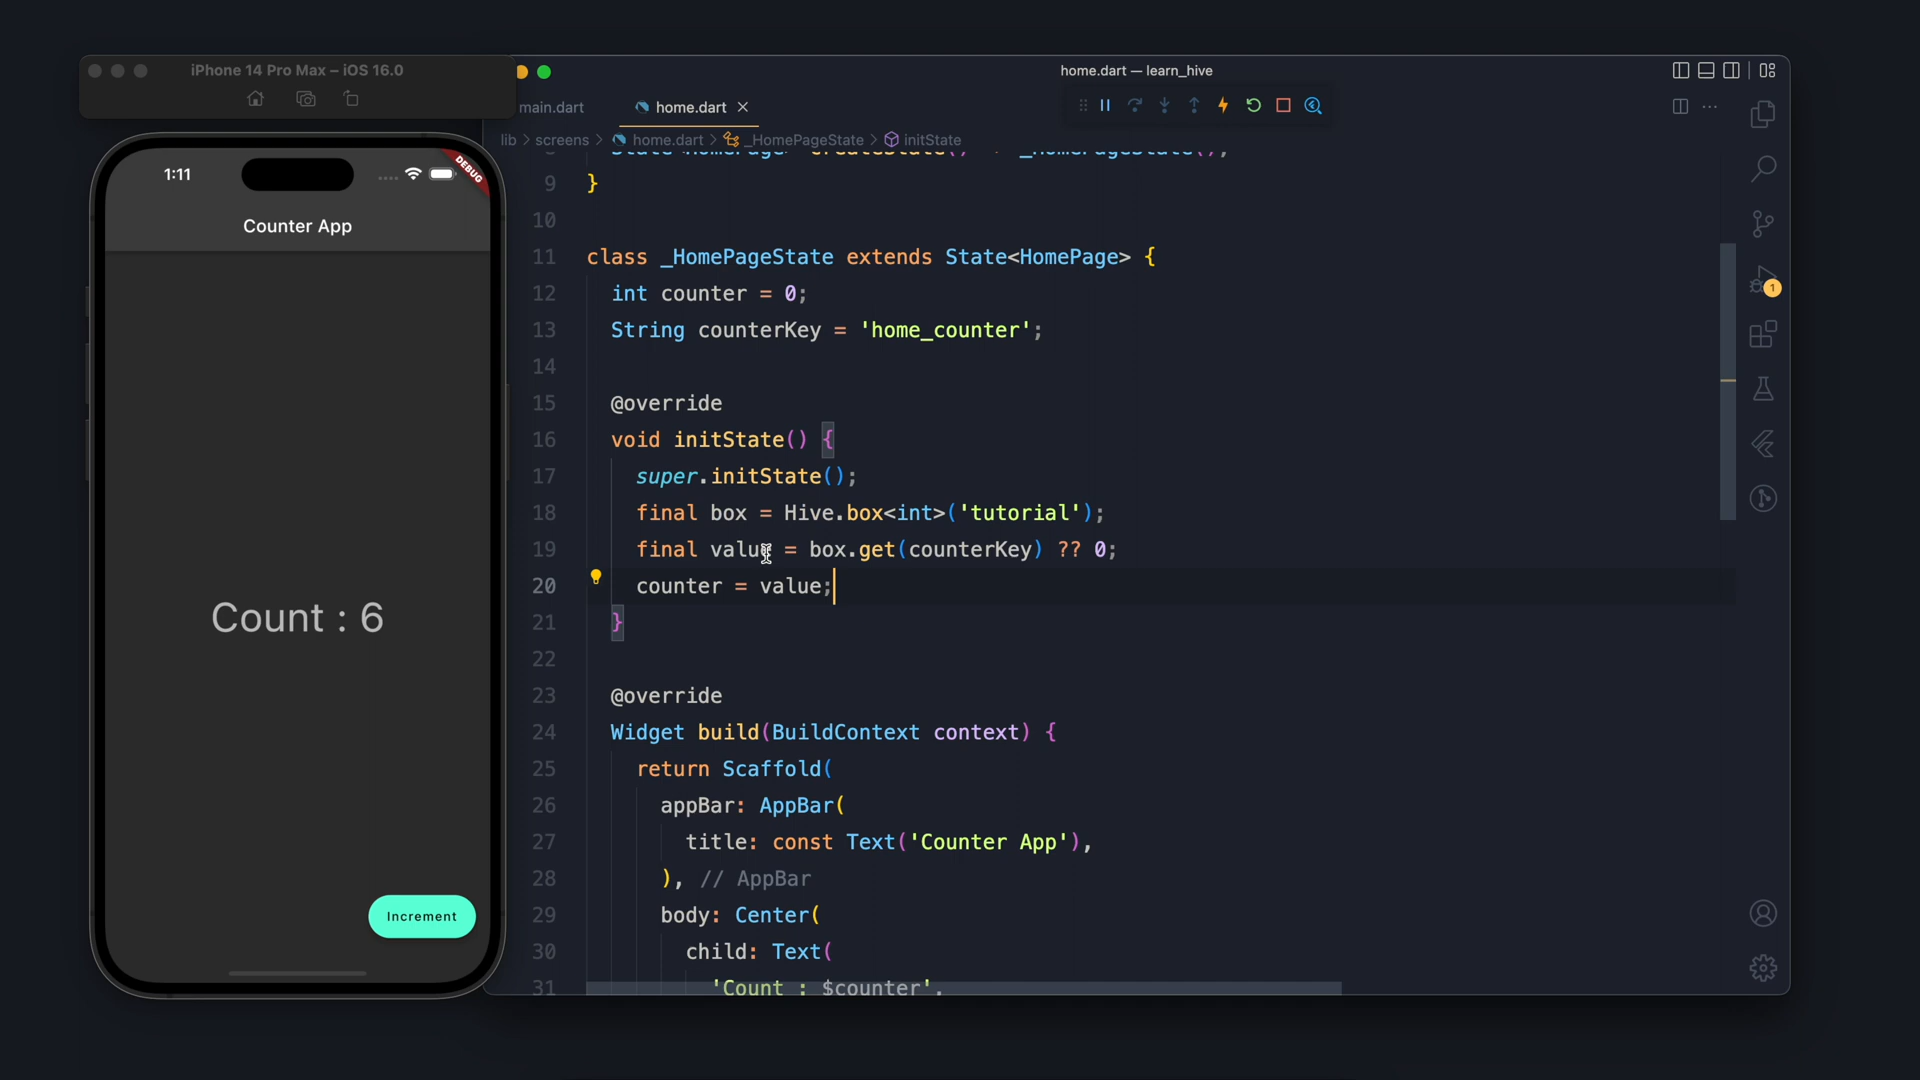 iPhone 14 Pro Max – iOS 16.0
1:11
DEBUG
Counter App
Count : 6
Increment
home.dart — learn_hive
main.dart
home.dart
lib > screens > home.dart > _HomePageState > initState
State<HomePage> createState() => _HomePageState();
9 }
10
11 class _HomePageState extends State<HomePage> {
12 int counter = 0;
13 String counterKey = 'home_counter';
14
15 @override
16 void initState() {
17 super.initState();
18 final box = Hive.box<int>('tutorial');
19 final value = box.get(counterKey) ?? 0;
20 counter = value;
21 }
22
23 @override
24 Widget build(BuildContext context) {
25 return Scaffold(
26 appBar: AppBar(
27 title: const Text('Counter App'),
28 ), // AppBar
29 body: Center(
30 child: Text(
31 'Count : $counter',
1